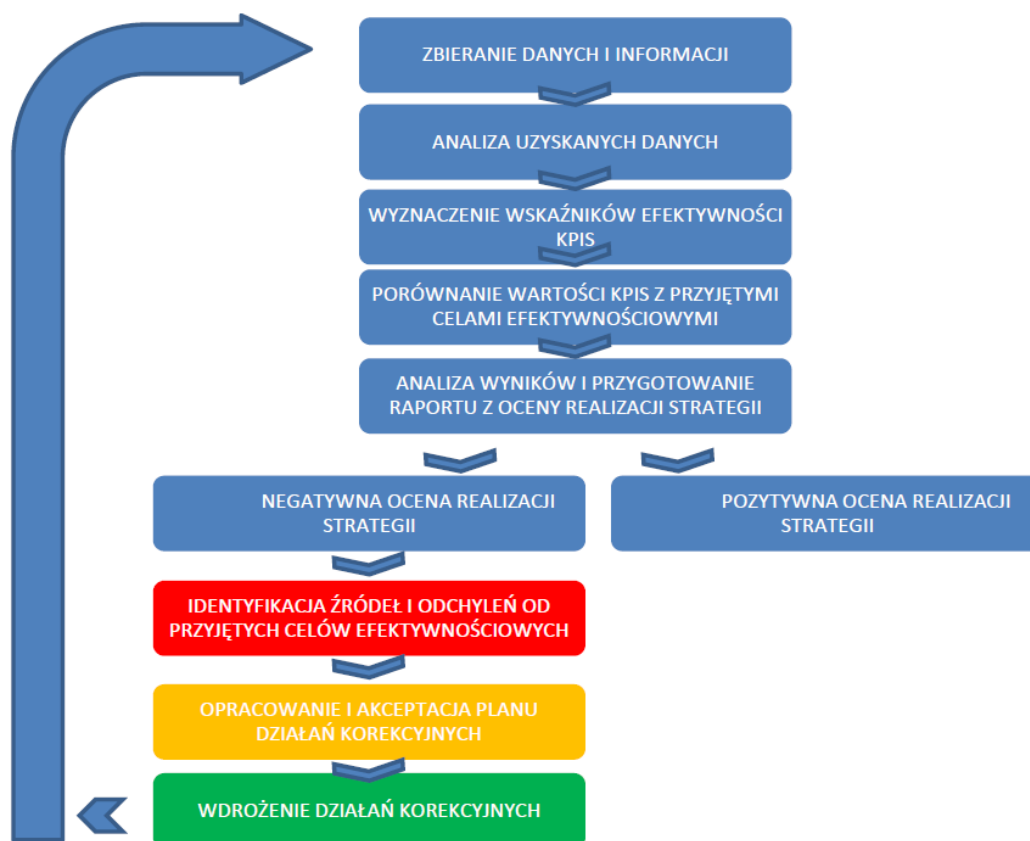 ZBIERANIE DANYCH I INFORMACJI
ANALIZA UZYSKANYCH DANYCH
WYZNACZENIE WSKAŹNIKÓW EFEKTYWNOŚCI
KPIS
PORÓWNANIE WARTOŚCI KPIS Z PRZYJĘTYMI
CELAMI EFEKTYWNOŚCIOWYMI
ANALIZA WYNIKÓW I PRZYGOTOWANIE
RAPORTU Z OCENY REALIZACJI STRATEGII
NEGATYWNA OCENA REALIZACJI
STRATEGII
POZYTYWNA OCENA REALIZACJI
STRATEGII
IDENTYFIKACJA ŹRÓDEŁ I ODCHYLEŃ OD
PRZYJĘTYCH CELÓW EFEKTYWNOŚCIOWYCH
OPRACOWANIE I AKCEPTACJA PLANU
DZIAŁAŃ KOREKCYJNYCH
WDROŻENIE DZIAŁAŃ KOREKCYJNYCH